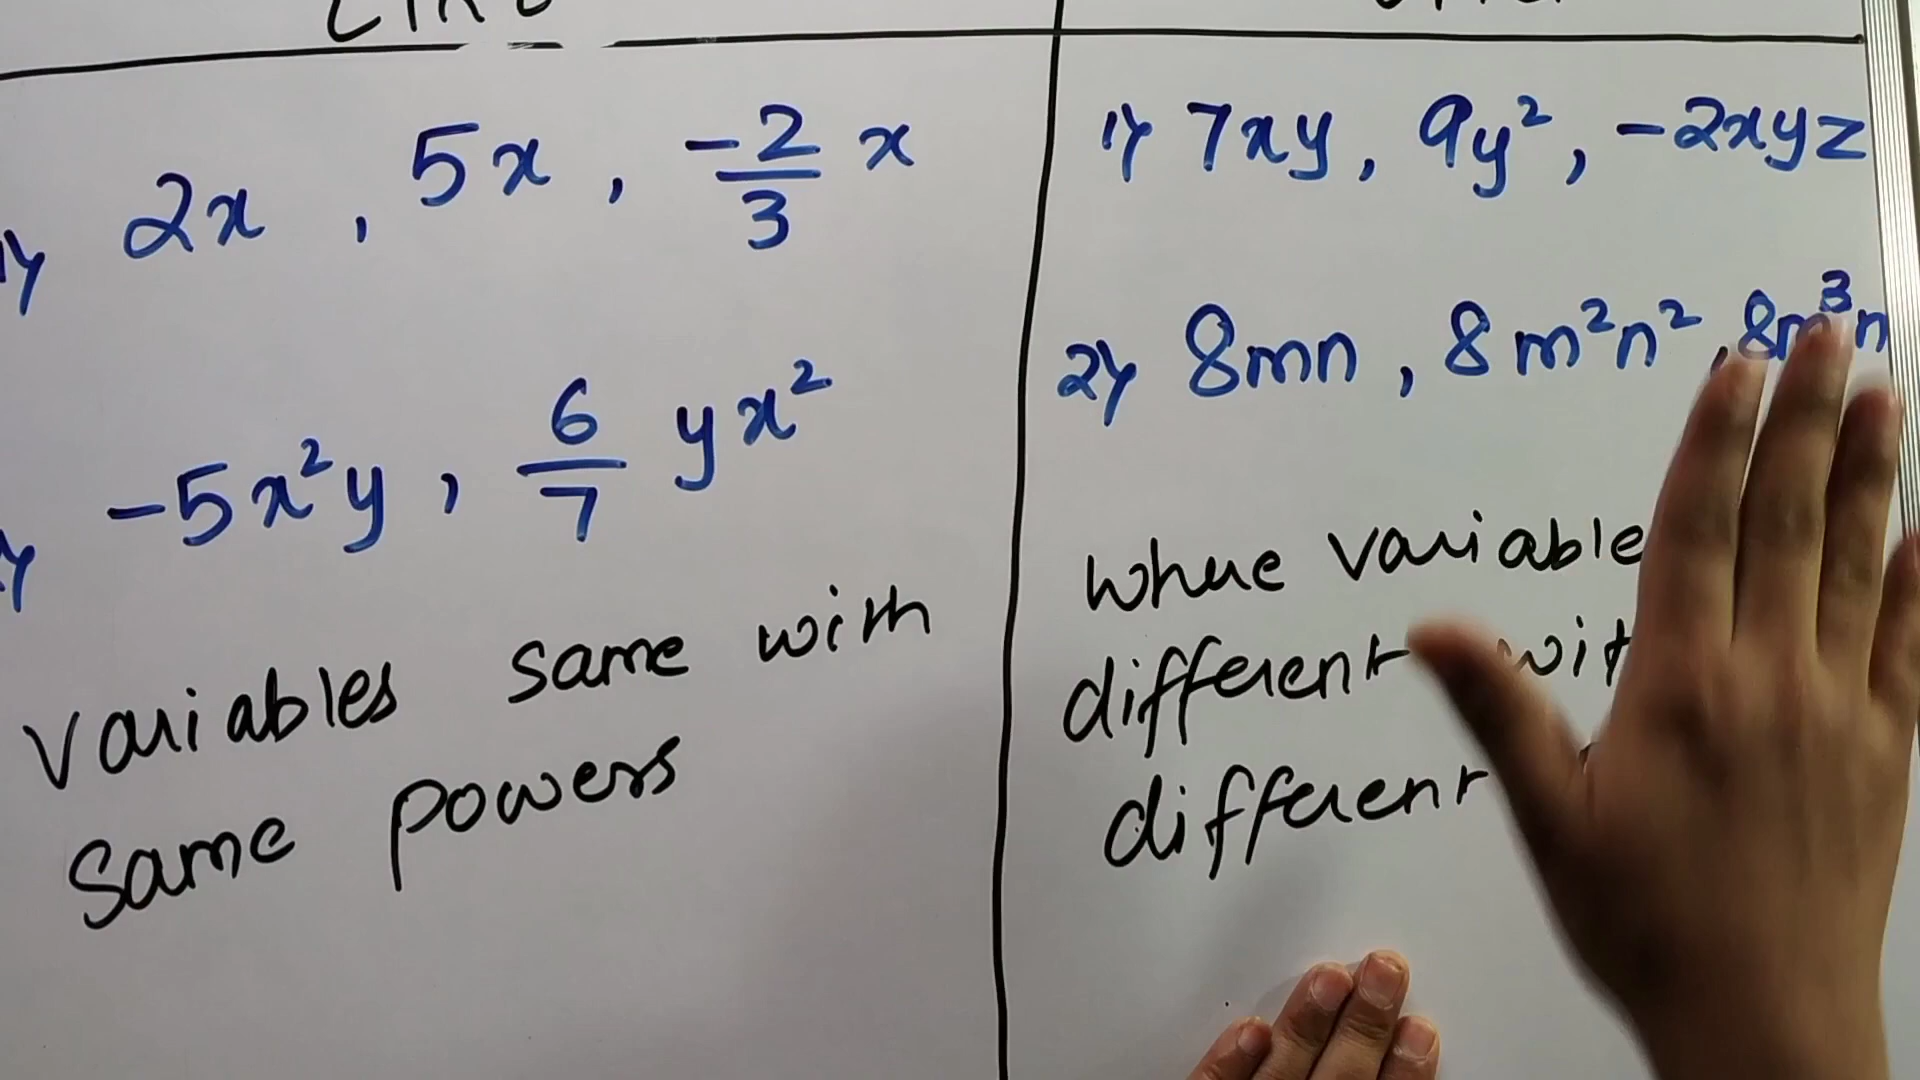 1) 2x , 5x , -2/3 x
-5x²y , 6/7 yx²
Variables same with
same powers
1) 7xy, 9y², -2xyz
2) 8mn , 8m²n² , 8m³n
where variable
different
different